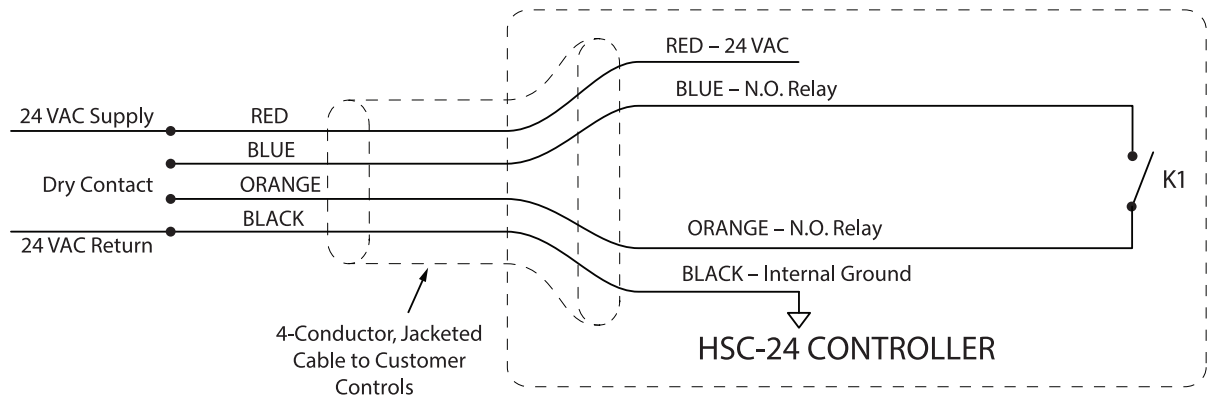 RED – 24 VAC
BLUE – N.O. Relay
24 VAC Supply
RED
BLUE
Dry Contact
ORANGE
BLACK
24 VAC Return
K1
ORANGE – N.O. Relay
BLACK – Internal Ground
4-Conductor, Jacketed
Cable to Customer
Controls
HSC-24 CONTROLLER